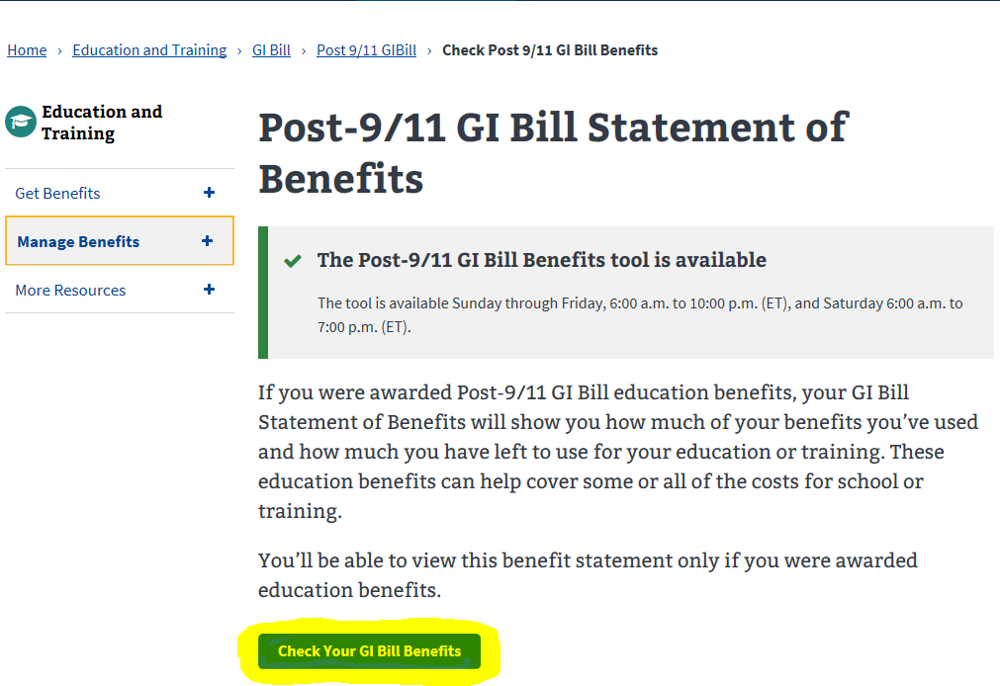 Home › Education and Training › GI Bill › Post 9/11 GIBill › Check Post 9/11 GI Bill Benefits
Education and
Training
Get Benefits +
Manage Benefits +
More Resources +
Post-9/11 GI Bill Statement of
Benefits
The Post-9/11 GI Bill Benefits tool is available
The tool is available Sunday through Friday, 6:00 a.m. to 10:00 p.m. (ET), and Saturday 6:00 a.m. to
7:00 p.m. (ET).
If you were awarded Post-9/11 GI Bill education benefits, your GI Bill
Statement of Benefits will show you how much of your benefits you’ve used
and how much you have left to use for your education or training. These
education benefits can help cover some or all of the costs for school or
training.
You’ll be able to view this benefit statement only if you were awarded
education benefits.
Check Your GI Bill Benefits